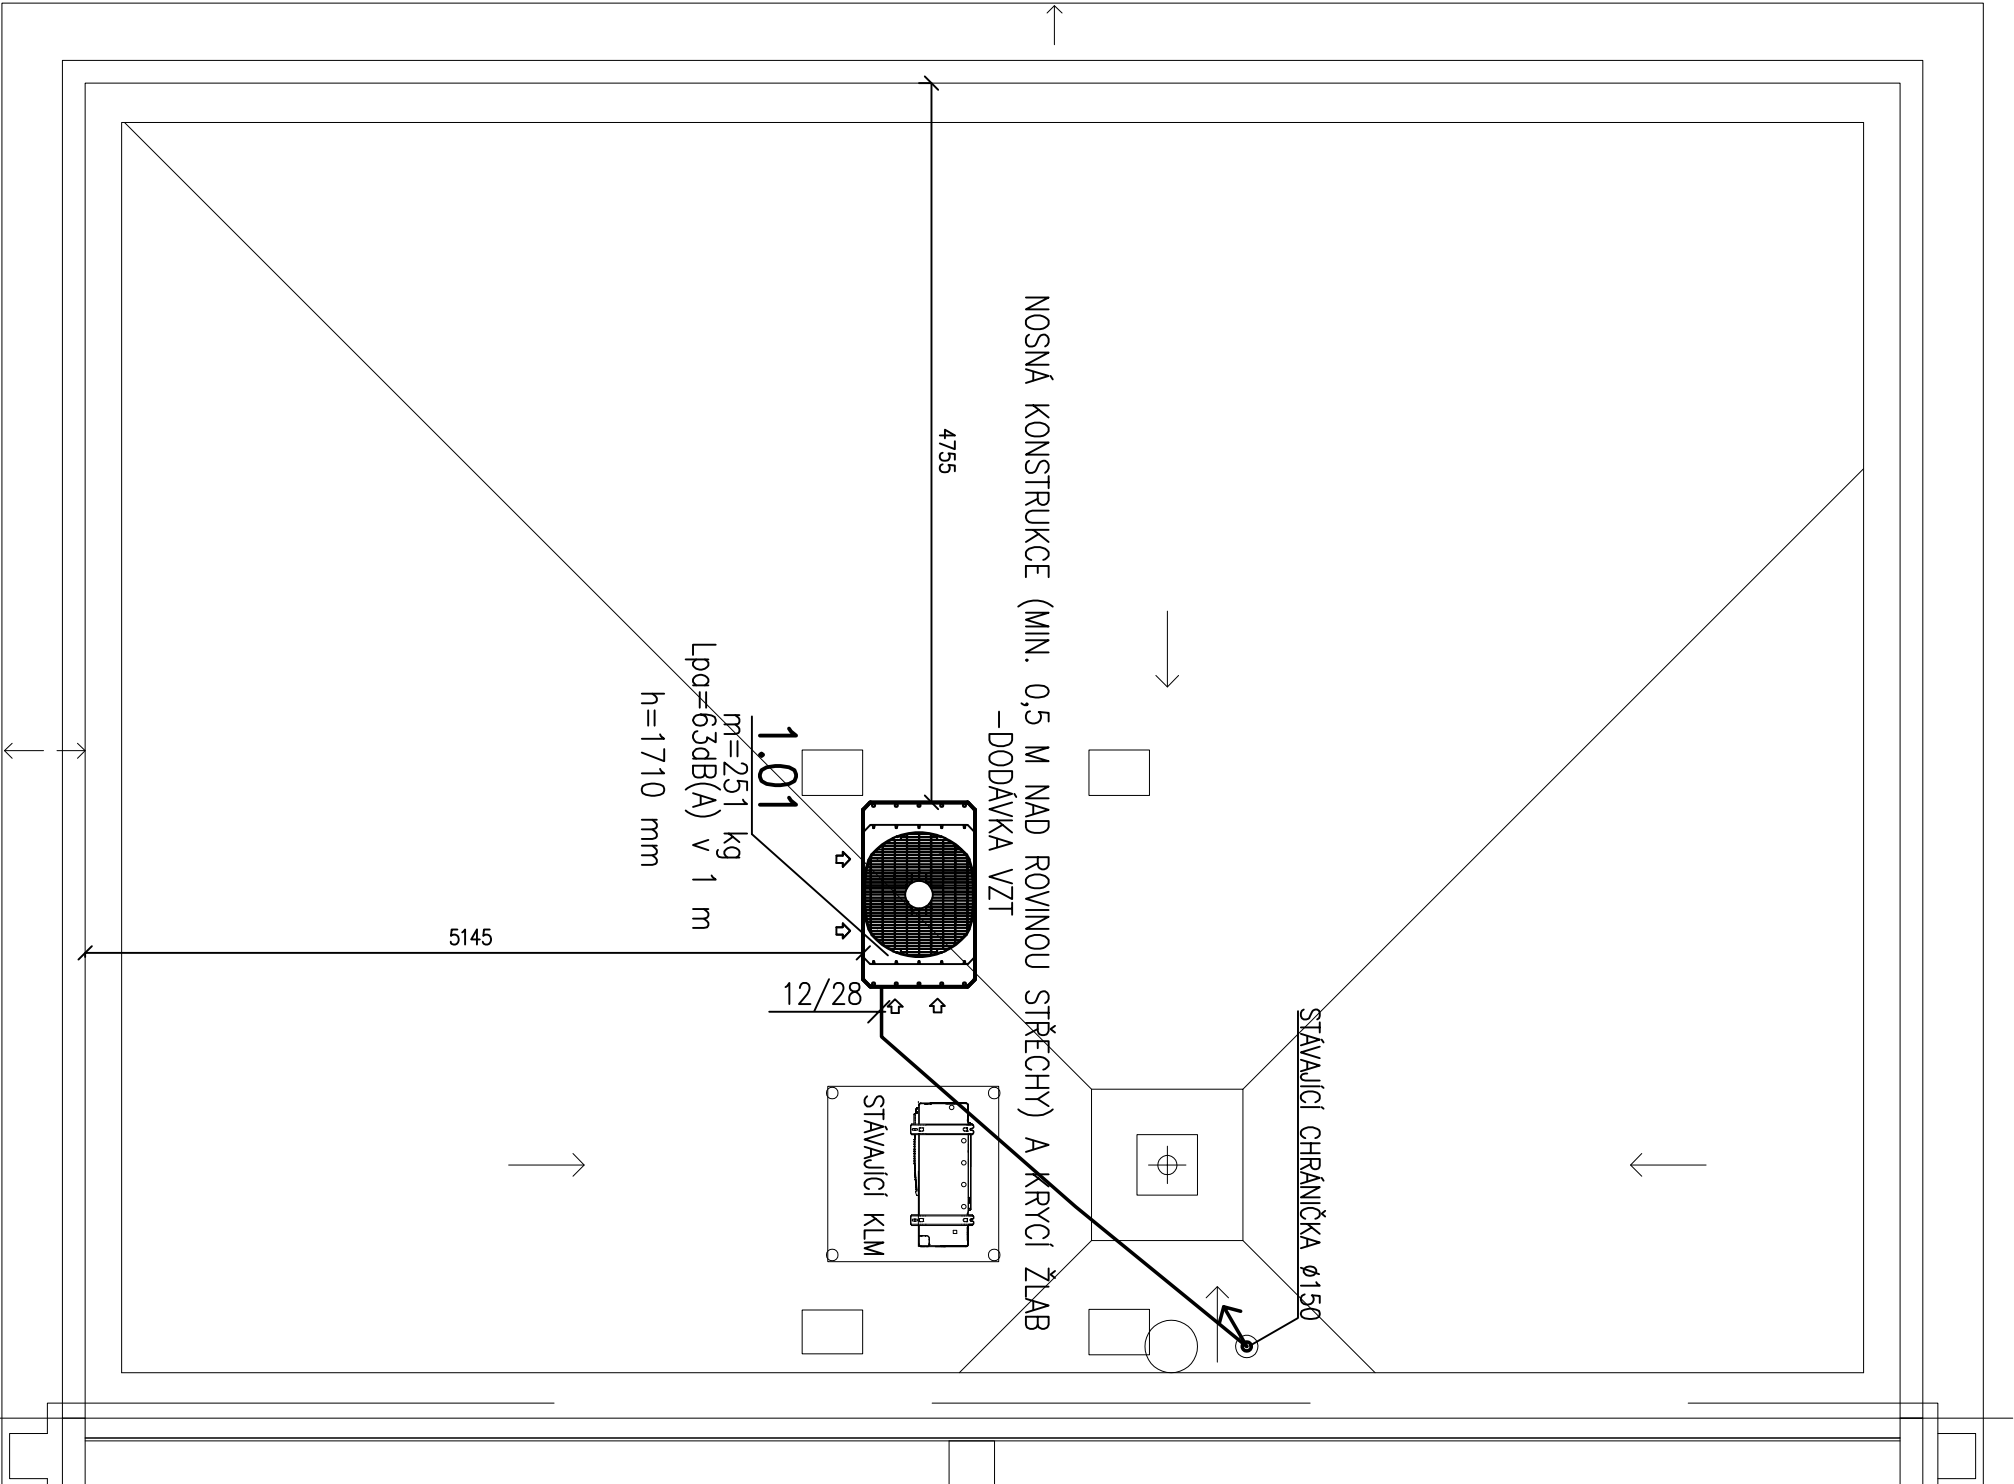 NOSNÁ KONSTRUKCE (MIN. 0,5 M NAD ROVINOU STŘECHY) A KRYCÍ ŽLAB
-DODÁVKA VZT
4755
1.01
m=251 kg
Lpa=63dB(A) v 1 m
h=1710 mm
5145
12/28
STÁVAJÍCÍ KLM
STÁVAJÍCÍ CHRÁNIČKA ø150